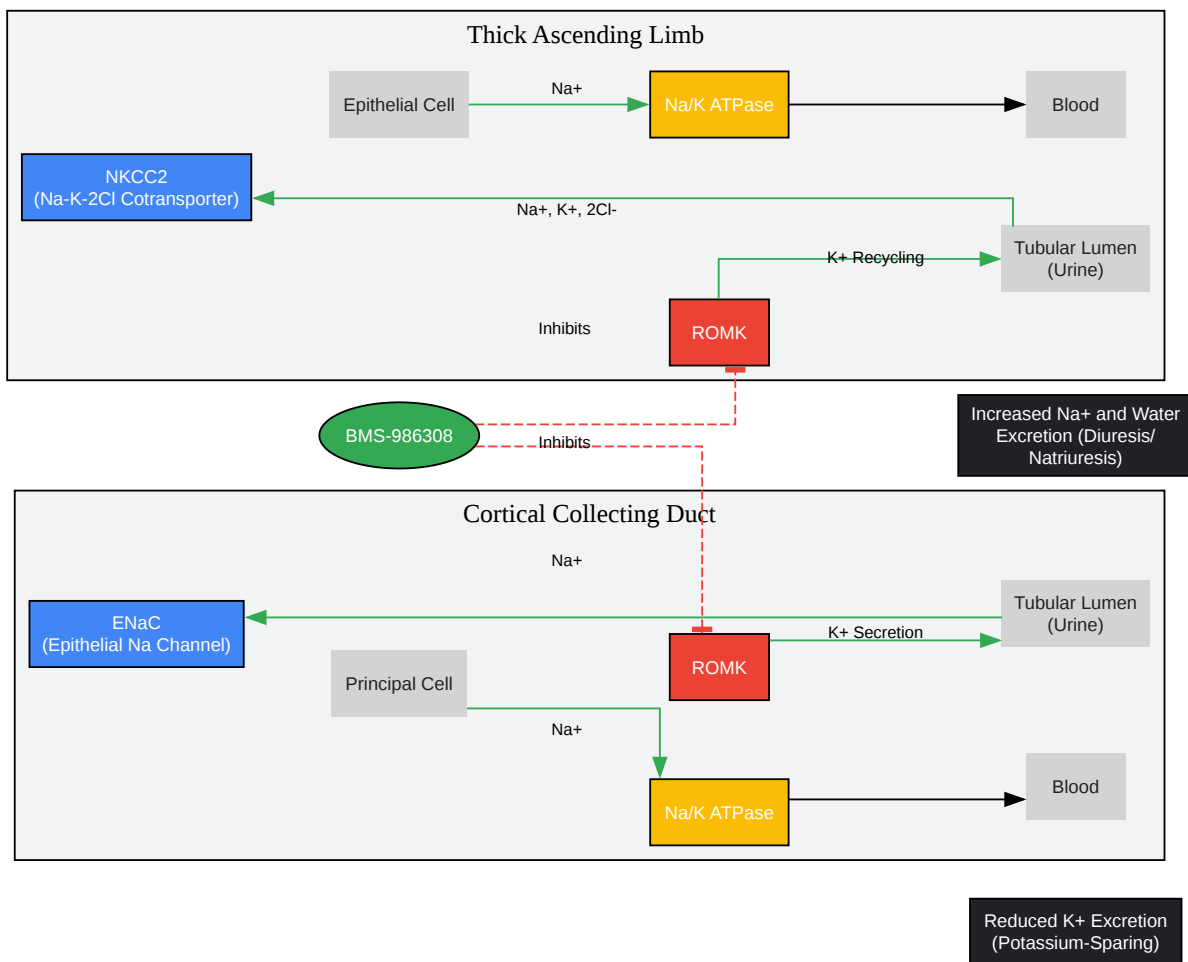 Thick Ascending Limb
Epithelial Cell
Na+
Na/K ATPase
Blood
NKCC2
(Na-K-2Cl Cotransporter)
Na+, K+, 2Cl-
K+ Recycling
Tubular Lumen
(Urine)
Inhibits
ROMK
BMS-986308
Inhibits
Increased Na+ and Water
Excretion (Diuresis/
Natriuresis)
Cortical Collecting Duct
Na+
ENaC
(Epithelial Na Channel)
Tubular Lumen
(Urine)
K+ Secretion
ROMK
Principal Cell
Na+
Na/K ATPase
Blood
Reduced K+ Excretion
(Potassium-Sparing)